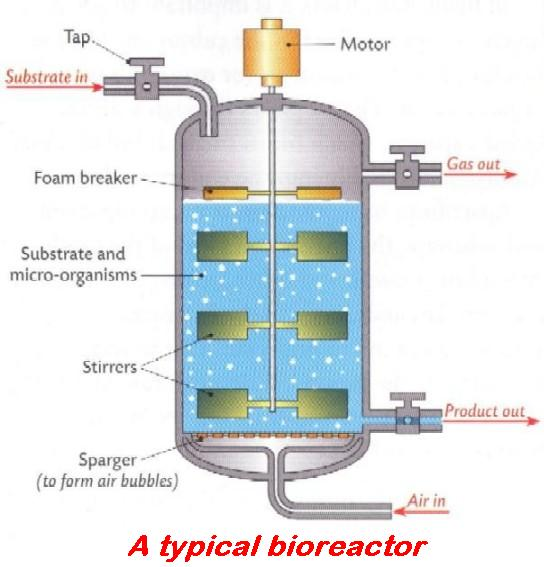 Tap
Motor
Substrate in
Gas out
Foam breaker
Substrate and
micro-organisms
Stirrers
Product out
Sparger
(to form air bubbles)
Air in
A typical bioreactor